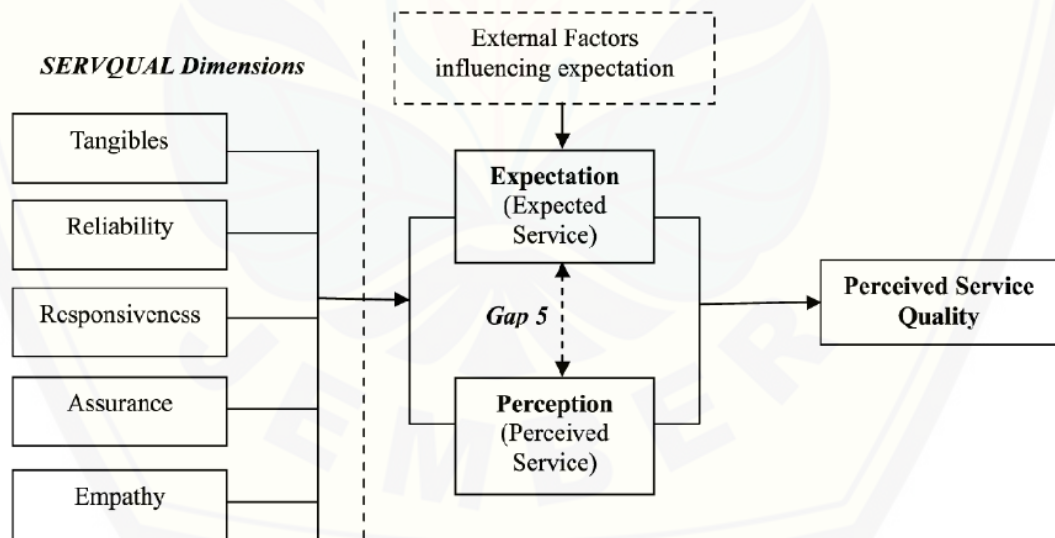 SERVQUAL Dimensions
Tangibles
Reliability
Responsiveness
Assurance
Empathy
External Factors
influencing expectation
Expectation
(Expected
Service)
Gap 5
Perception
(Perceived
Service)
Perceived Service
Quality
JEMBER